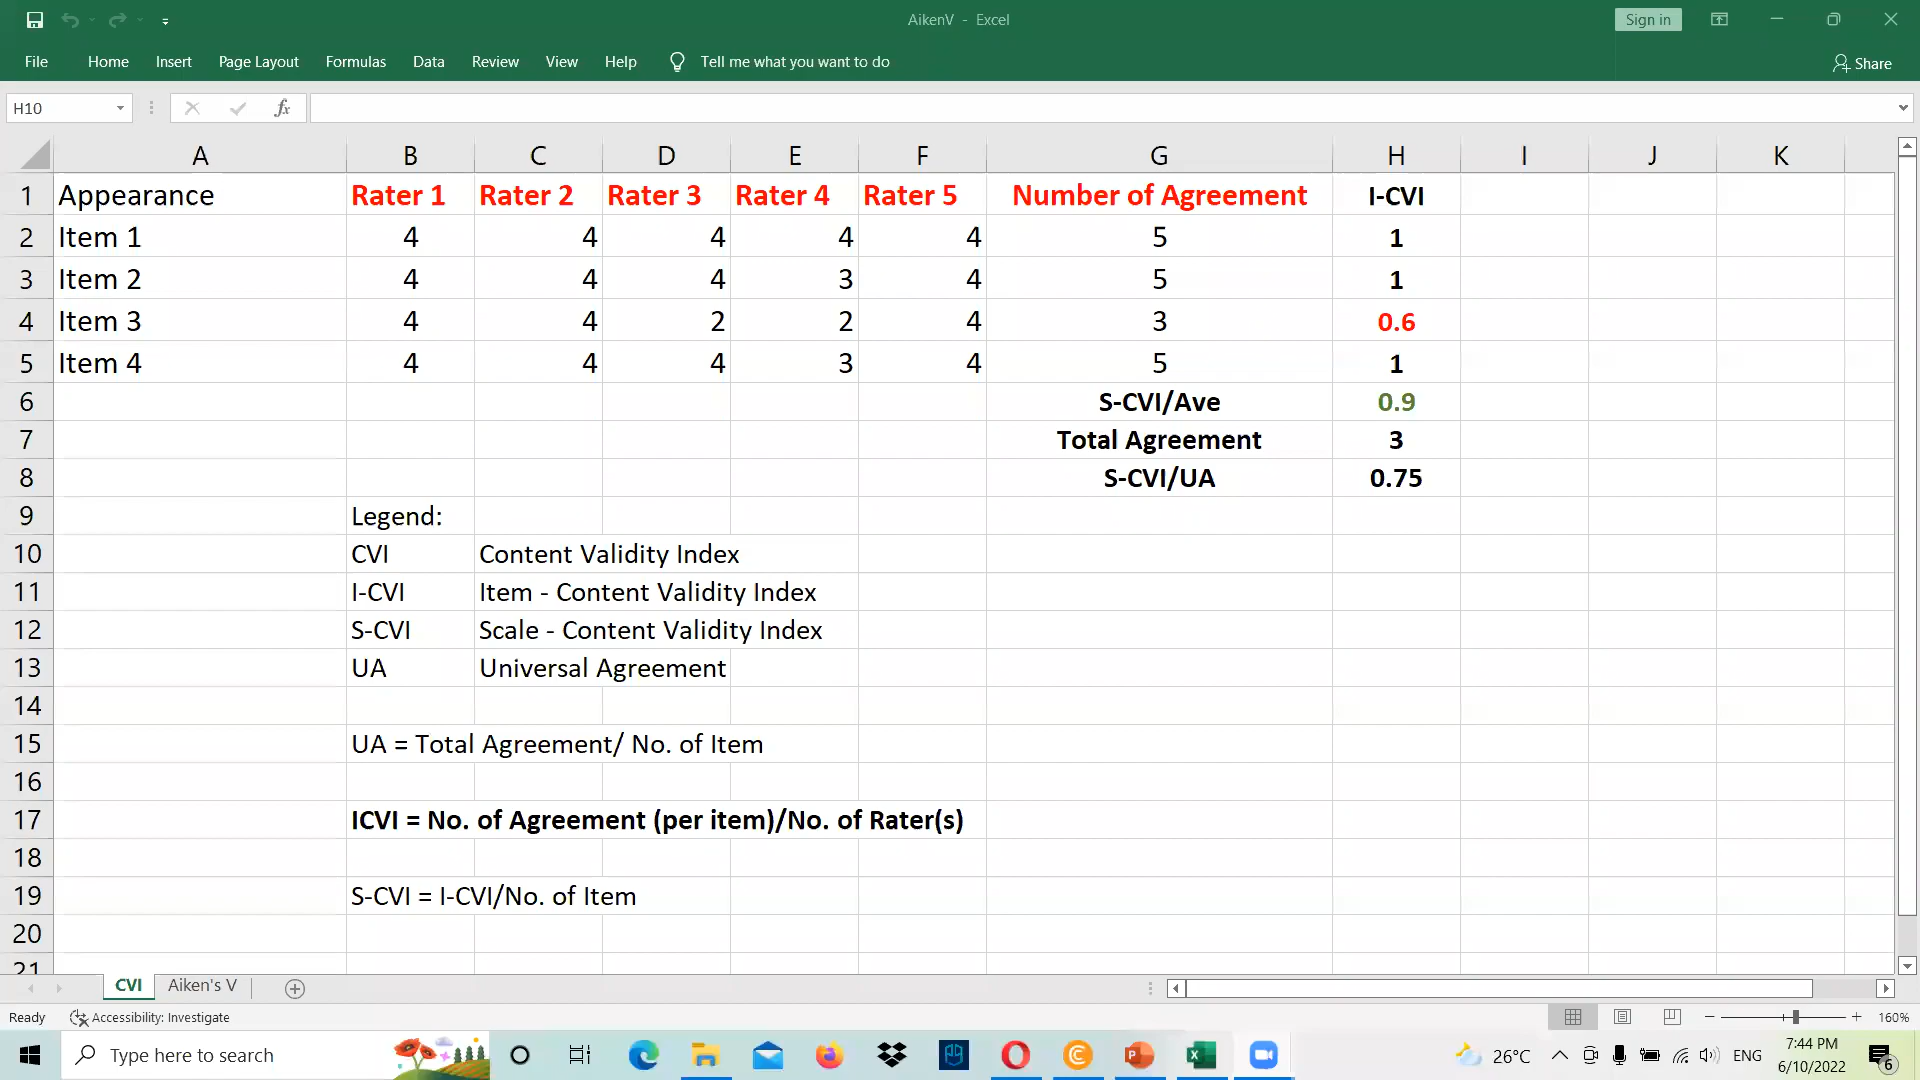 AikenV - Excel
Sign in
File Home Insert Page Layout Formulas Data Review View Help Tell me what you want to do
Share
H10 fx
A B C D E F G H I J K
1 Appearance Rater 1 Rater 2 Rater 3 Rater 4 Rater 5 Number of Agreement I-CVI
2 Item 1 4 4 4 4 4 5 1
3 Item 2 4 4 4 3 4 5 1
4 Item 3 4 4 2 2 4 3 0.6
5 Item 4 4 4 4 3 4 5 1
6 S-CVI/Ave 0.9
7 Total Agreement 3
8 S-CVI/UA 0.75
9 Legend:
10 CVI Content Validity Index
11 I-CVI Item - Content Validity Index
12 S-CVI Scale - Content Validity Index
13 UA Universal Agreement
14
15 UA = Total Agreement/ No. of Item
16
17 ICVI = No. of Agreement (per item)/No. of Rater(s)
18
19 S-CVI = I-CVI/No. of Item
20
21
CVI Aiken's V
Ready Accessibility: Investigate 160%
Type here to search
26°C ENG 7:44 PM
6/10/2022 6